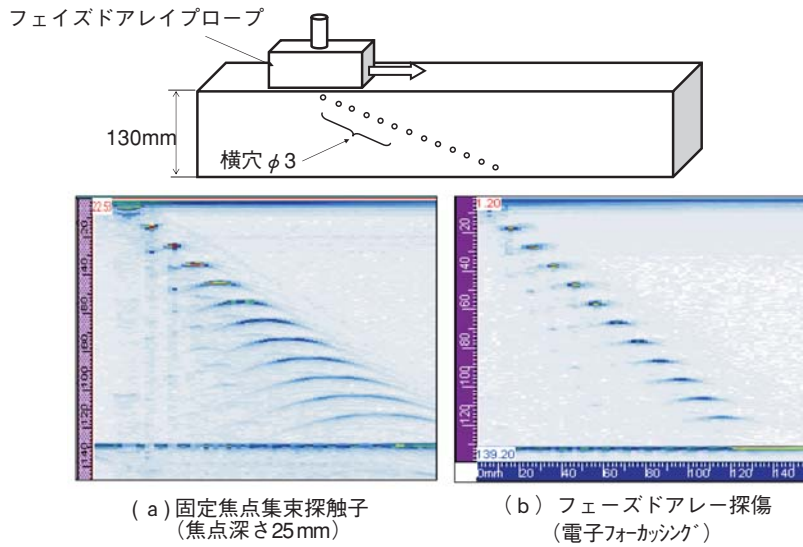 フェイズドアレイプローブ
130mm
横穴φ3
22.53
20
40
60
80
100
120
140
1.20
20
40
60
80
100
120
139.20
0mm 20 40 60 80 100 120 140
(a)固定焦点集束探触子
(焦点深さ25mm)
(b)フェーズドアレー探傷
(電子フォーカッシング)